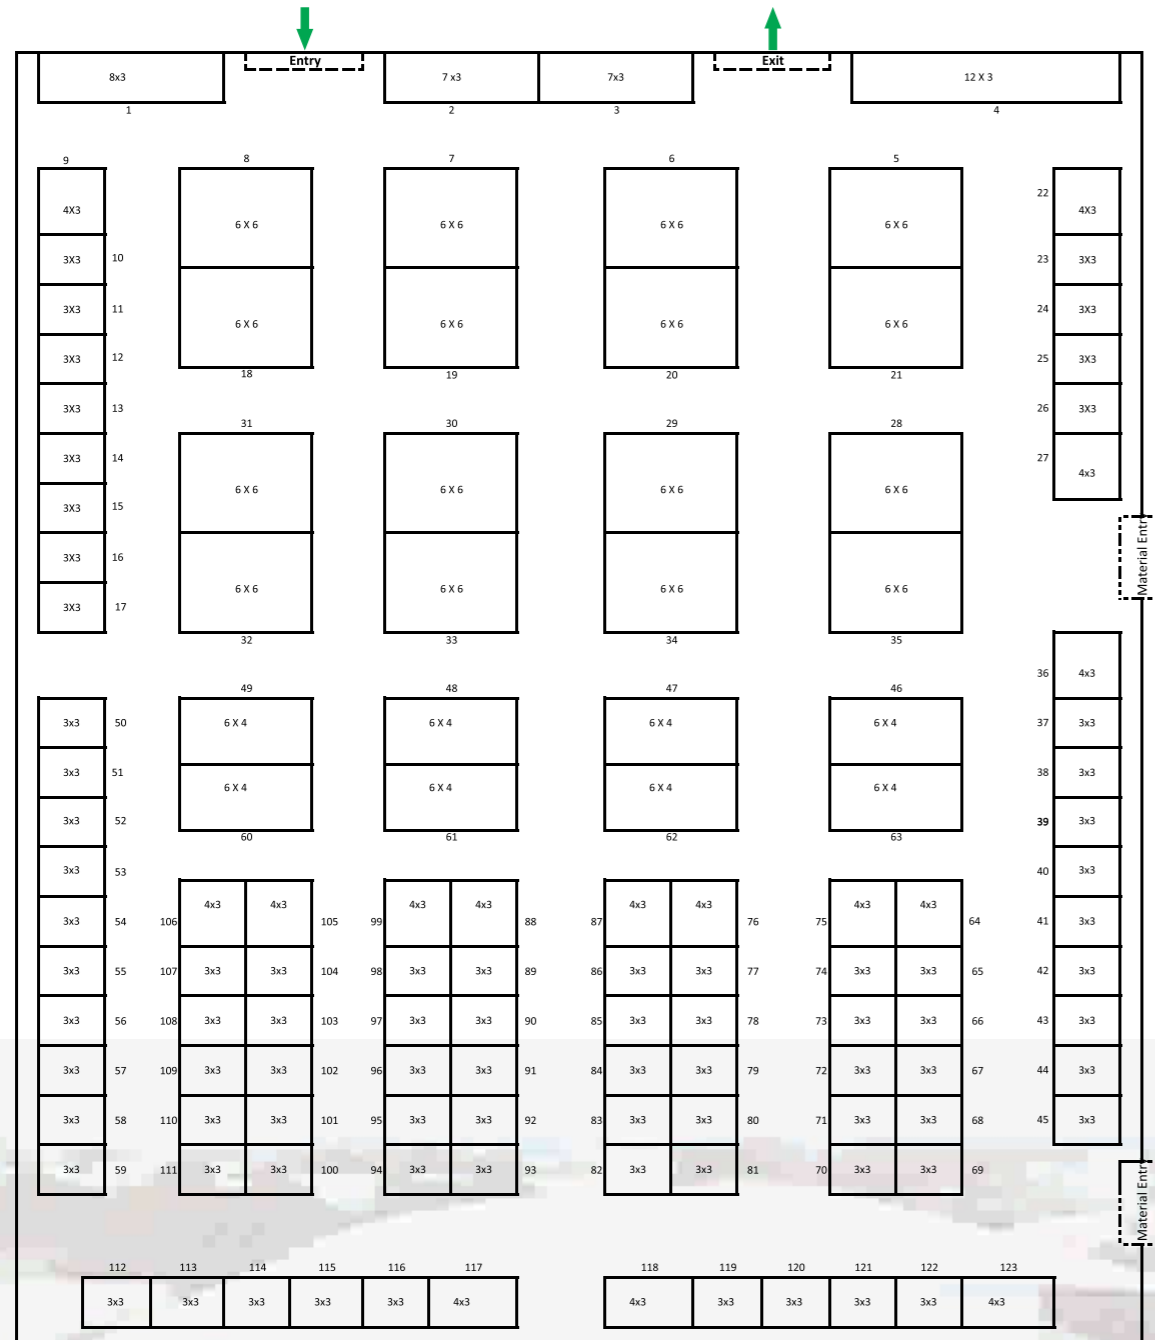 Entry Exit
8x3 7 x3 7x3 12 X 3
1 2 3 4
9 8 7 6 5
22
4X3 6 X 6 6 X 6 6 X 6 6 X 6 4X3
3X3 10 23 3X3
3X3 11 6 X 6 6 X 6 6 X 6 6 X 6 24 3X3
3X3 12 25 3X3
18 19 20 21
3X3 13 26 3X3
31 30 29 28
3X3 14 27 4x3
3X3 15 6 X 6 6 X 6 6 X 6 6 X 6
3X3 16 Material Entry
3X3 17 6 X 6 6 X 6 6 X 6 6 X 6
32 33 34 35
36 4x3
49 48 47 46
3x3 50 6 X 4 6 X 4 6 X 4 6 X 4 37 3x3
3x3 51 6 X 4 6 X 4 6 X 4 6 X 4 38 3x3
3x3 52 39 3x3
60 61 62 63
3x3 53 40 3x3
3x3 54 106 4x3 4x3 105 99 4x3 4x3 88 87 4x3 4x3 76 75 4x3 4x3 64 41 3x3
3x3 55 107 3x3 3x3 104 98 3x3 3x3 89 86 3x3 3x3 77 74 3x3 3x3 65 42 3x3
3x3 56 108 3x3 3x3 103 97 3x3 3x3 90 85 3x3 3x3 78 73 3x3 3x3 66 43 3x3
3x3 57 109 3x3 3x3 102 96 3x3 3x3 91 84 3x3 3x3 79 72 3x3 3x3 67 44 3x3
3x3 58 110 3x3 3x3 101 95 3x3 3x3 92 83 3x3 3x3 80 71 3x3 3x3 68 45 3x3
3x3 59 111 3x3 3x3 100 94 3x3 3x3 93 82 3x3 3x3 81 70 3x3 3x3 69
Material Entry
112 113 114 115 116 117 118 119 120 121 122 123
3x3 3x3 3x3 3x3 3x3 4x3 4x3 3x3 3x3 3x3 3x3 4x3